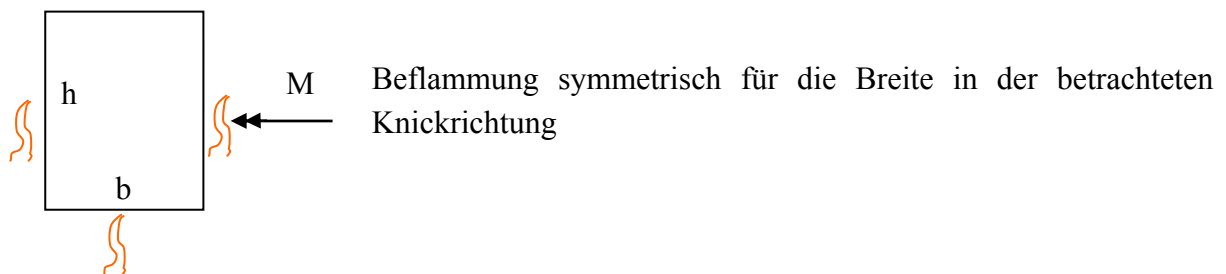 M
Beflammung symmetrisch für die Breite in der betrachteten
Knickrichtung
h
b